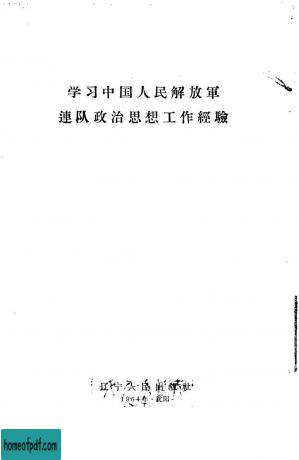 学习中国人民解放軍
連队政治思想工作經驗
辽宁人民出版社
1964年·沈阳
homeofpdf.com